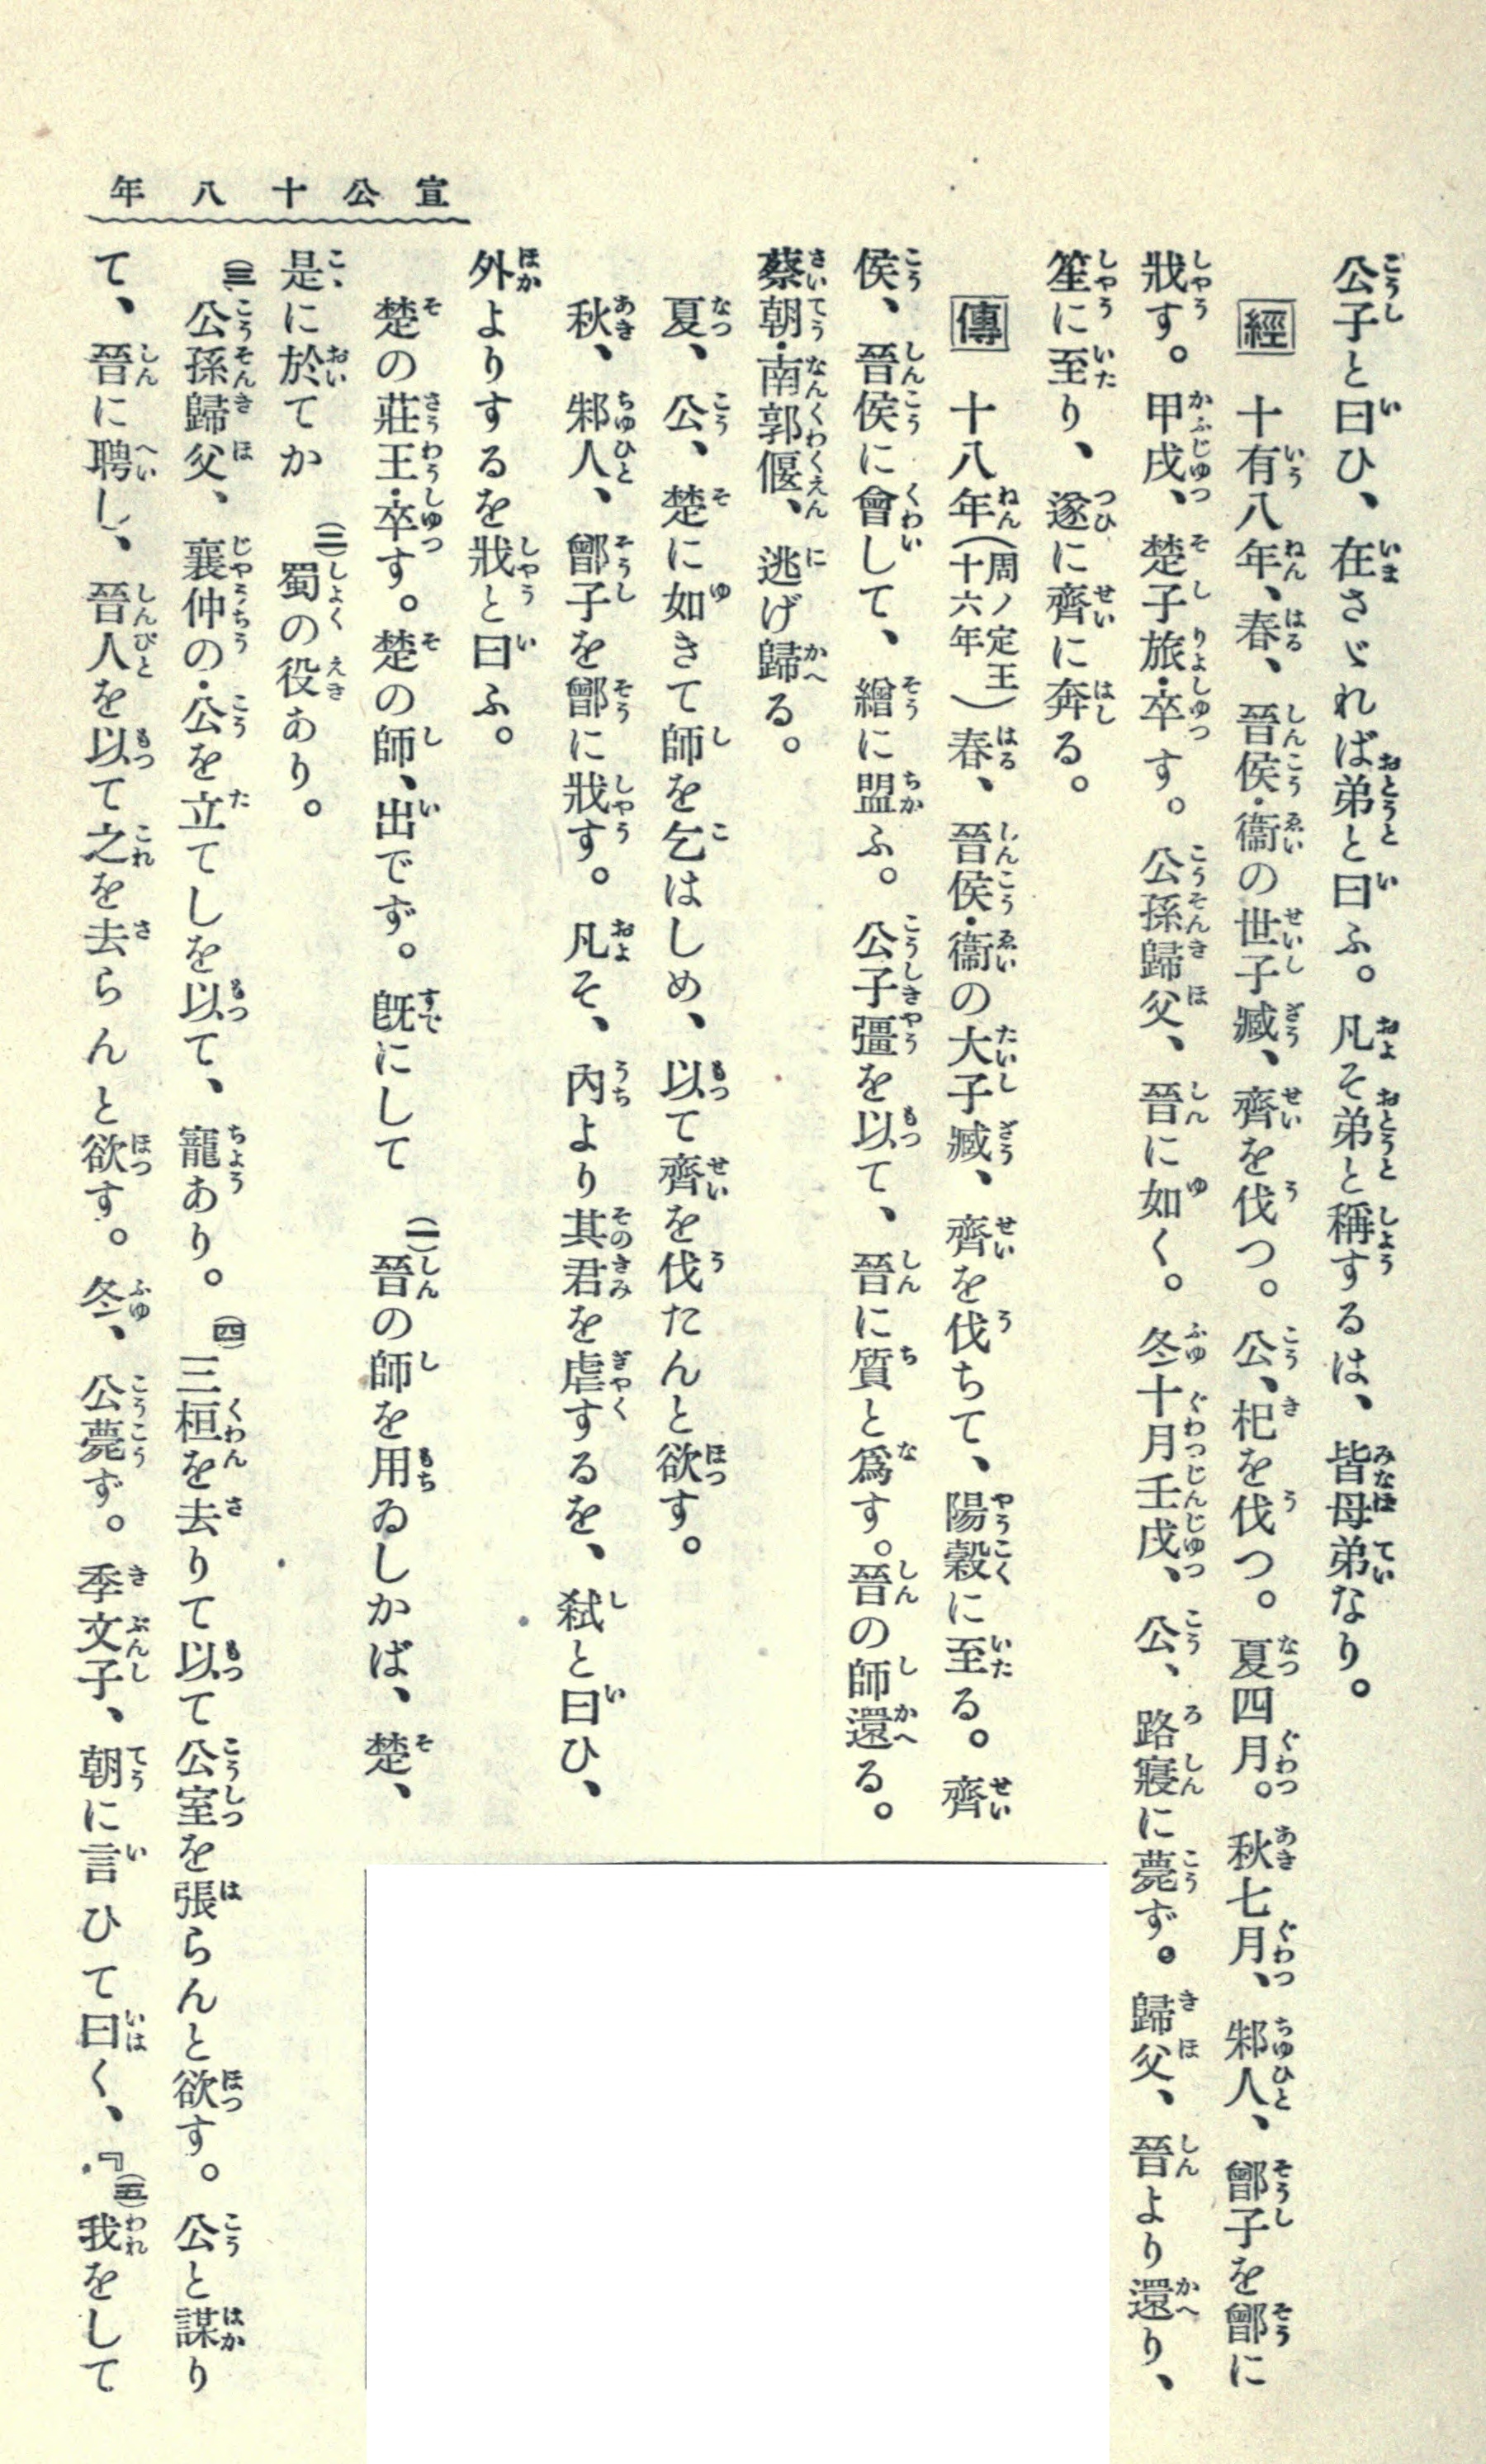 宣公十八年
公子と曰ひ、在さゞれば弟と曰ふ。凡そ弟と稱するは、皆母弟なり。
經 十有八年、春、晉侯・衞の世子臧、齊を伐つ。公、杞を伐つ。夏四月。秋七月、邾人、鄫子を鄫に
戕す。甲戌、楚子旅・卒す。公孫歸父、晉に如く。冬十月壬戌、公、路寢に薨ず。歸父、晉より還り、
笙に至り、遂に齊に奔る。
傳 十八年(周ノ定王十六年)春、晉侯・衞の大子臧、齊を伐ちて、陽穀に至る。齊
侯、晉侯に會して、繒に盟ふ。公子彊を以て、晉に質と爲す。晉の師還る。
蔡朝・南郭偃、逃げ歸る。
夏、公、楚に如きて師を乞はしめ、以て齊を伐たんと欲す。
秋、邾人、鄫子を鄫に戕す。凡そ、內より其君を虐するを、弑と曰ひ、
外よりするを戕と曰ふ。
楚の莊王・卒す。楚の師、出でず。既にして(一)晉の師を用ゐしかば、楚、
是に於てか(二)蜀の役あり。
(三)公孫歸父、襄仲の・公を立てしを以て、寵あり。(四)三桓を去りて以て公室を張らんと欲す。公と謀り
て、晉に聘し、晉人を以て之を去らんと欲す。冬、公薨ず。季文子、朝に言ひて曰く、『(五)我をして